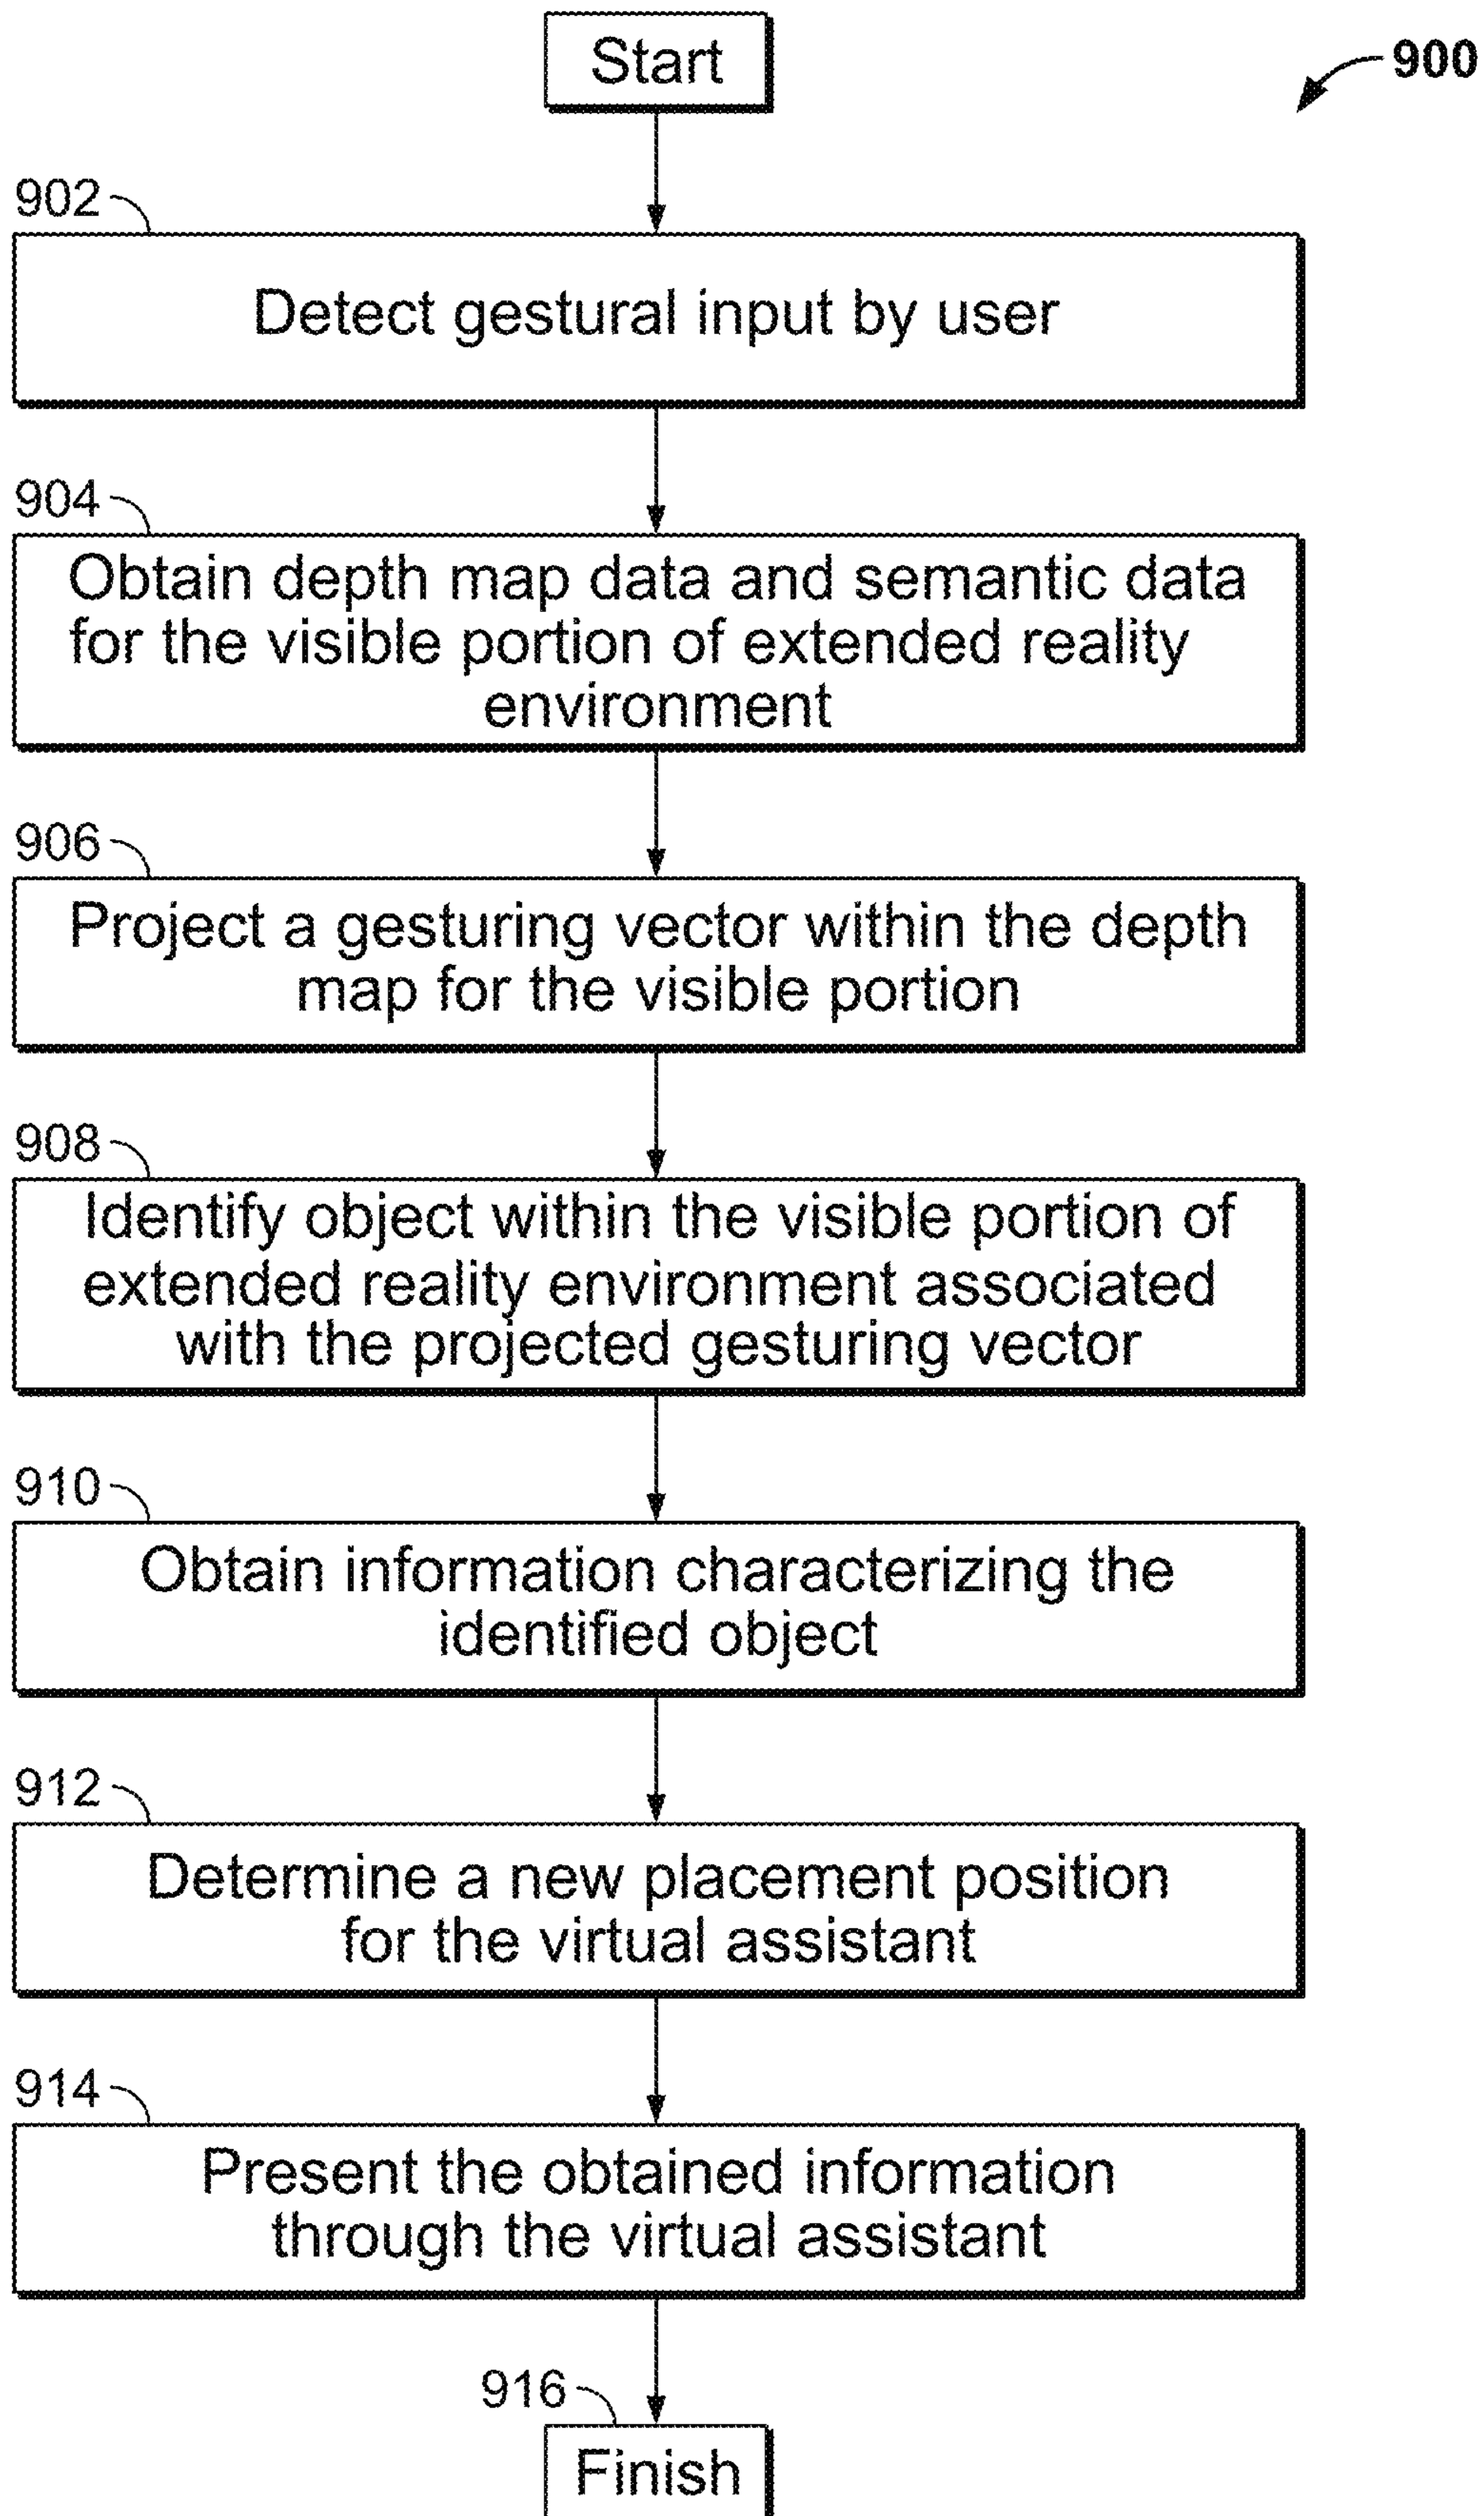 Start
900
902
Detect gestural input by user
904
Obtain depth map data and semantic data
for the visible portion of extended reality
environment
906
Project a gesturing vector within the depth
map for the visible portion
908
Identify object within the visible portion of
extended reality environment associated
with the projected gesturing vector
910
Obtain information characterizing the
identified object
912
Determine a new placement position
for the virtual assistant
914
Present the obtained information
through the virtual assistant
916
Finish